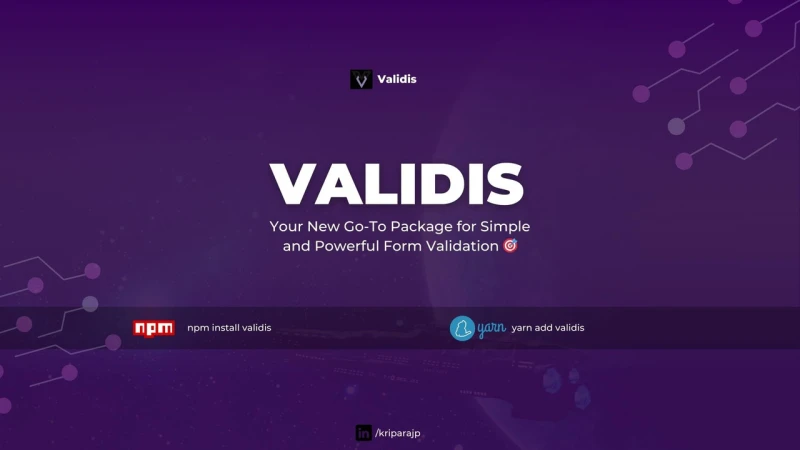 Validis
VALIDIS
Your New Go-To Package for Simple
and Powerful Form Validation 🎯
npm npm install validis
yarn yarn add validis
in /kriparajp